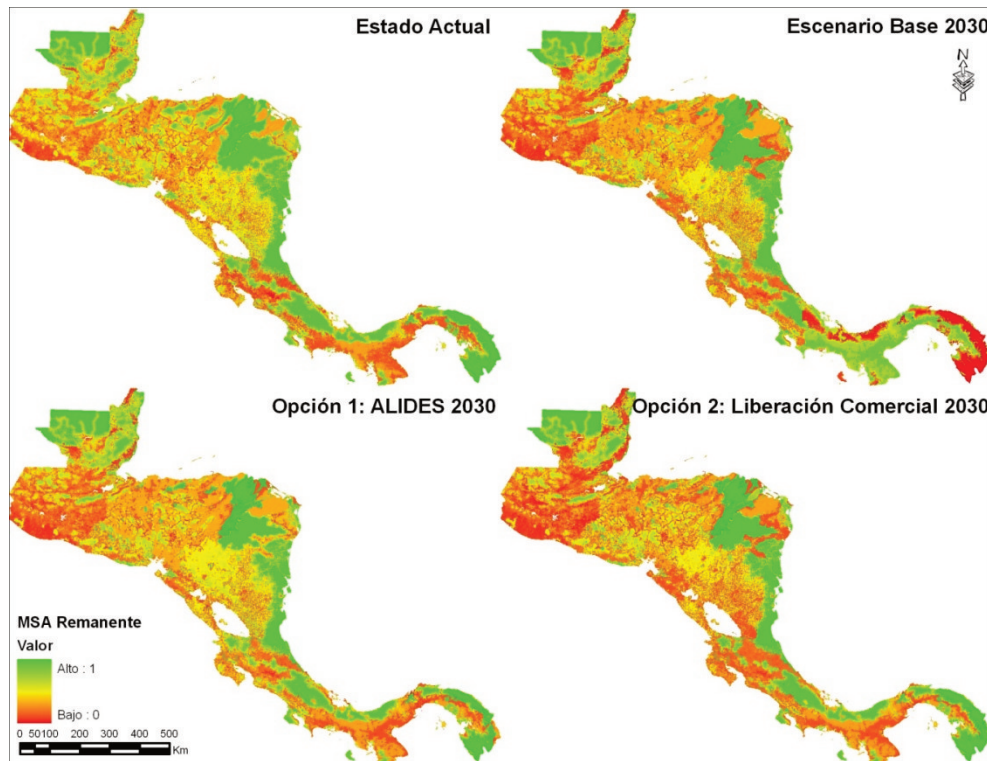 Estado Actual
Escenario Base 2030
N
Opción 1: ALIDES 2030
Opción 2: Liberación Comercial 2030
MSA Remanente
Valor
Alto : 1
Bajo : 0
0 50100 200 300 400 500
Km